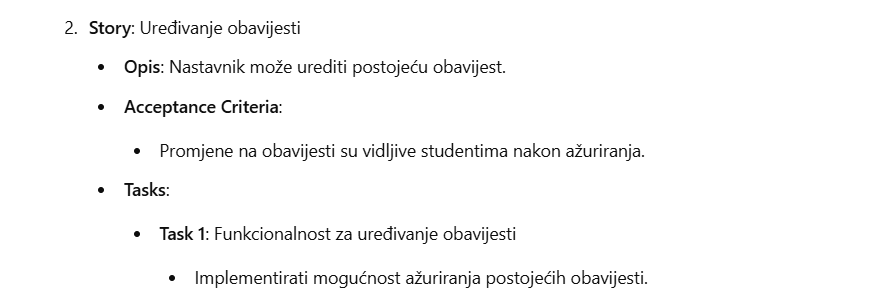 2. Story: Uređivanje obavijesti
• Opis: Nastavnik može urediti postojeću obavijest.
• Acceptance Criteria:
• Promjene na obavijesti su vidljive studentima nakon ažuriranja.
• Tasks:
• Task 1: Funkcionalnost za uređivanje obavijesti
• Implementirati mogućnost ažuriranja postojećih obavijesti.